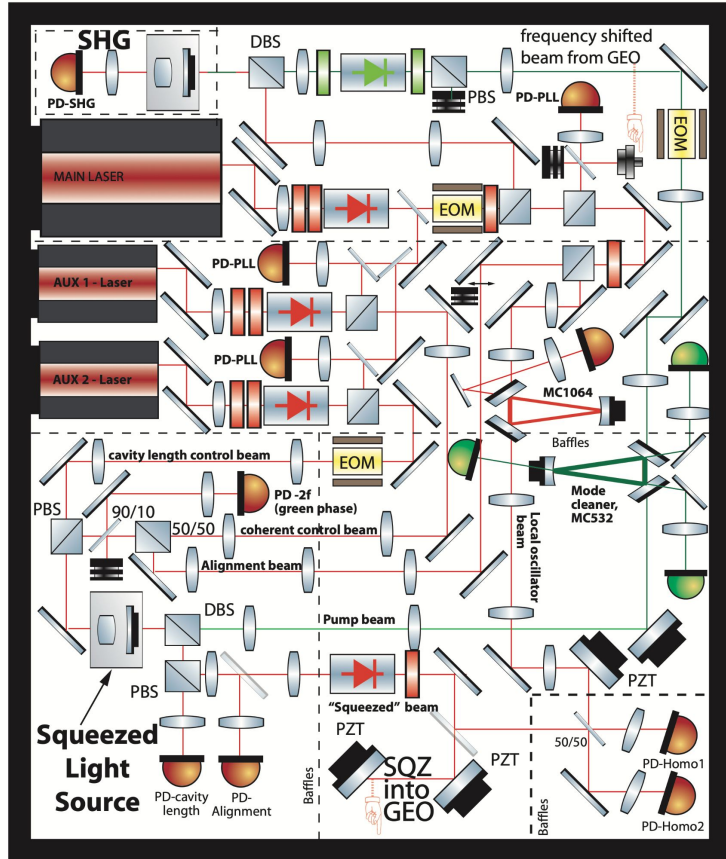 SHG
PD-SHG
DBS
PBS
frequency shifted
beam from GEO
PD-PLL
EOM
MAIN LASER
EOM
AUX 1 - Laser
PD-PLL
AUX 2 - Laser
PD-PLL
MC1064
Baffles
cavity length control beam
EOM
PD -2f
(green phase)
Mode
cleaner,
MC532
PBS
90/10
50/50
coherent control beam
Alignment beam
Local oscillator
beam
DBS
Pump beam
PBS
"Squeezed" beam
PZT
Squeezed
Light
Source
PZT
PZT
SQZ
into
GEO
50/50
PD-Homo1
PD-Homo2
PD-cavity
length
PD-
Alignment
Baffles
Baffles
Baffles